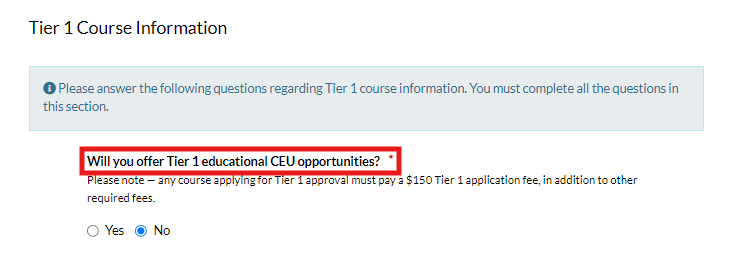 Tier 1 Course Information
Please answer the following questions regarding Tier 1 course information. You must complete all the questions in
this section.
Will you offer Tier 1 educational CEU opportunities? *
Please note — any course applying for Tier 1 approval must pay a $150 Tier 1 application fee, in addition to other
required fees.
Yes No